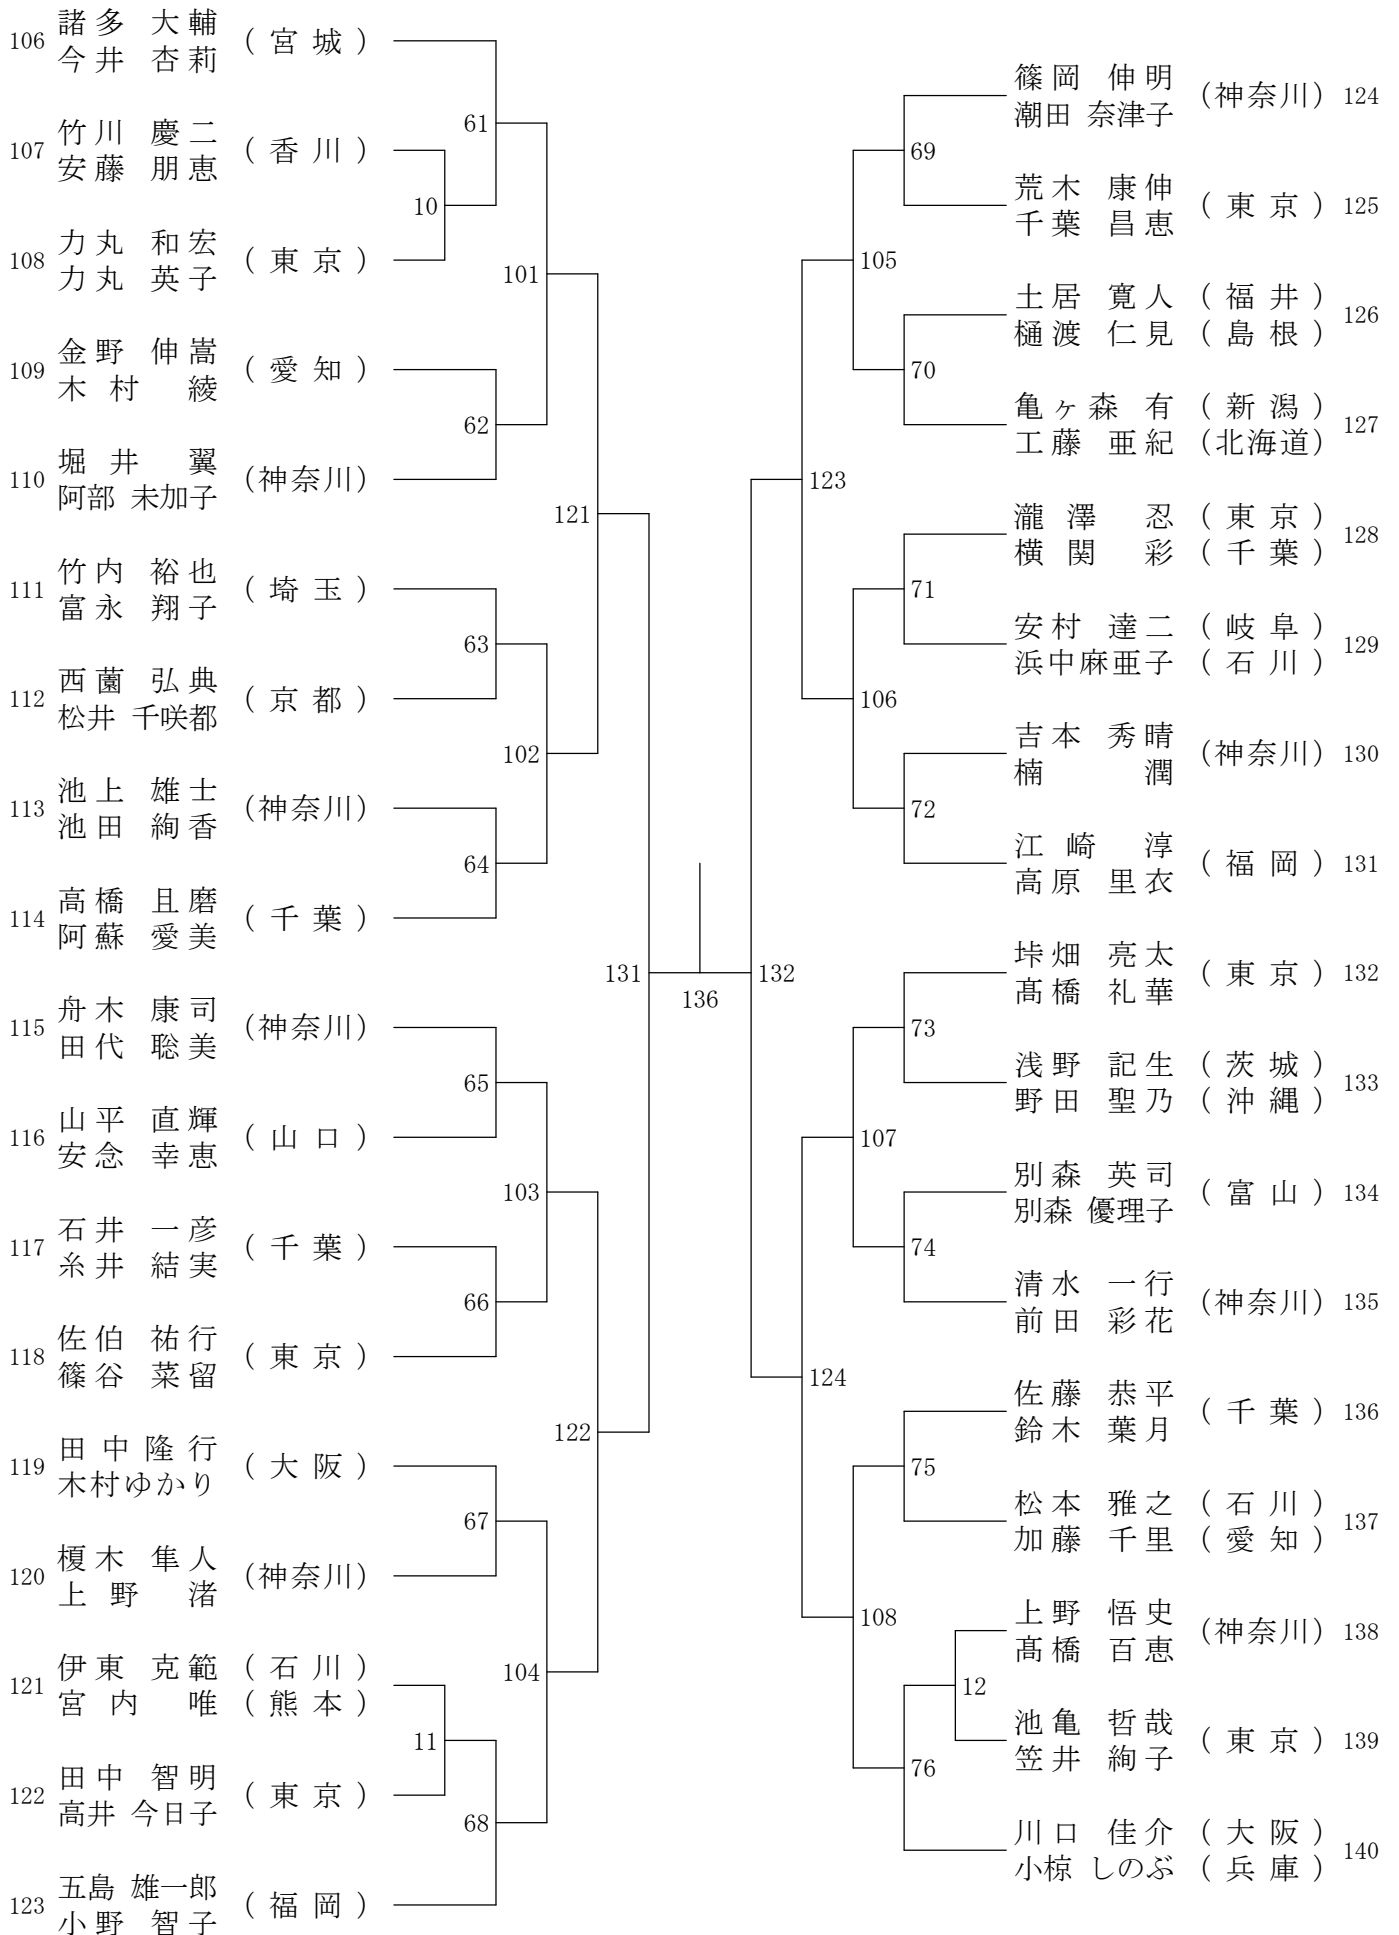 106 諸多 大輔 (宮城)
今井 杏莉
61
107 竹川 慶二 (香川)
安藤 朋恵
10
108 力丸 和宏 (東京)
力丸 英子
101
109 金野 伸嵩 (愛知)
木村 綾
62
110 堀井 翼 (神奈川)
阿部 未加子
121
111 竹内 裕也 (埼玉)
富永 翔子
63
112 西薗 弘典 (京都)
松井 千咲都
102
113 池上 雄士 (神奈川)
池田 絢香
64
114 高橋 且磨 (千葉)
阿蘇 愛美
131
115 舟木 康司 (神奈川)
田代 聡美
65
116 山平 直輝 (山口)
安念 幸恵
103
117 石井 一彦 (千葉)
糸井 結実
66
118 佐伯 祐行 (東京)
篠谷 菜留
122
119 田中隆行 (大阪)
木村ゆかり
67
120 榎木 隼人 (神奈川)
上野 渚
104
121 伊東 克範 (石川)
宮内 唯 (熊本)
11
122 田中 智明 (東京)
高井 今日子
68
123 五島 雄一郎 (福岡)
小野 智子
136
篠岡 伸明 (神奈川) 124
潮田 奈津子
69
荒木 康伸 (東京) 125
千葉 昌恵
105
土居 寛人 (福井) 126
樋渡 仁見 (島根)
70
亀ヶ森 有 (新潟) 127
工藤 亜紀 (北海道)
123
瀧澤 忍 (東京) 128
横関 彩 (千葉)
71
安村 達二 (岐阜) 129
浜中麻亜子 (石川)
106
吉本 秀晴 (神奈川) 130
楠 潤
72
江崎 淳 (福岡) 131
高原 里衣
132
垰畑 亮太 (東京) 132
髙橋 礼華
73
浅野 記生 (茨城) 133
野田 聖乃 (沖縄)
107
別森 英司 (富山) 134
別森 優理子
74
清水 一行 (神奈川) 135
前田 彩花
124
佐藤 恭平 (千葉) 136
鈴木 葉月
75
松本 雅之 (石川) 137
加藤 千里 (愛知)
108
上野 悟史 (神奈川) 138
髙橋 百恵
12
池亀 哲哉 (東京) 139
笠井 絢子
76
川口 佳介 (大阪) 140
小椋 しのぶ (兵庫)